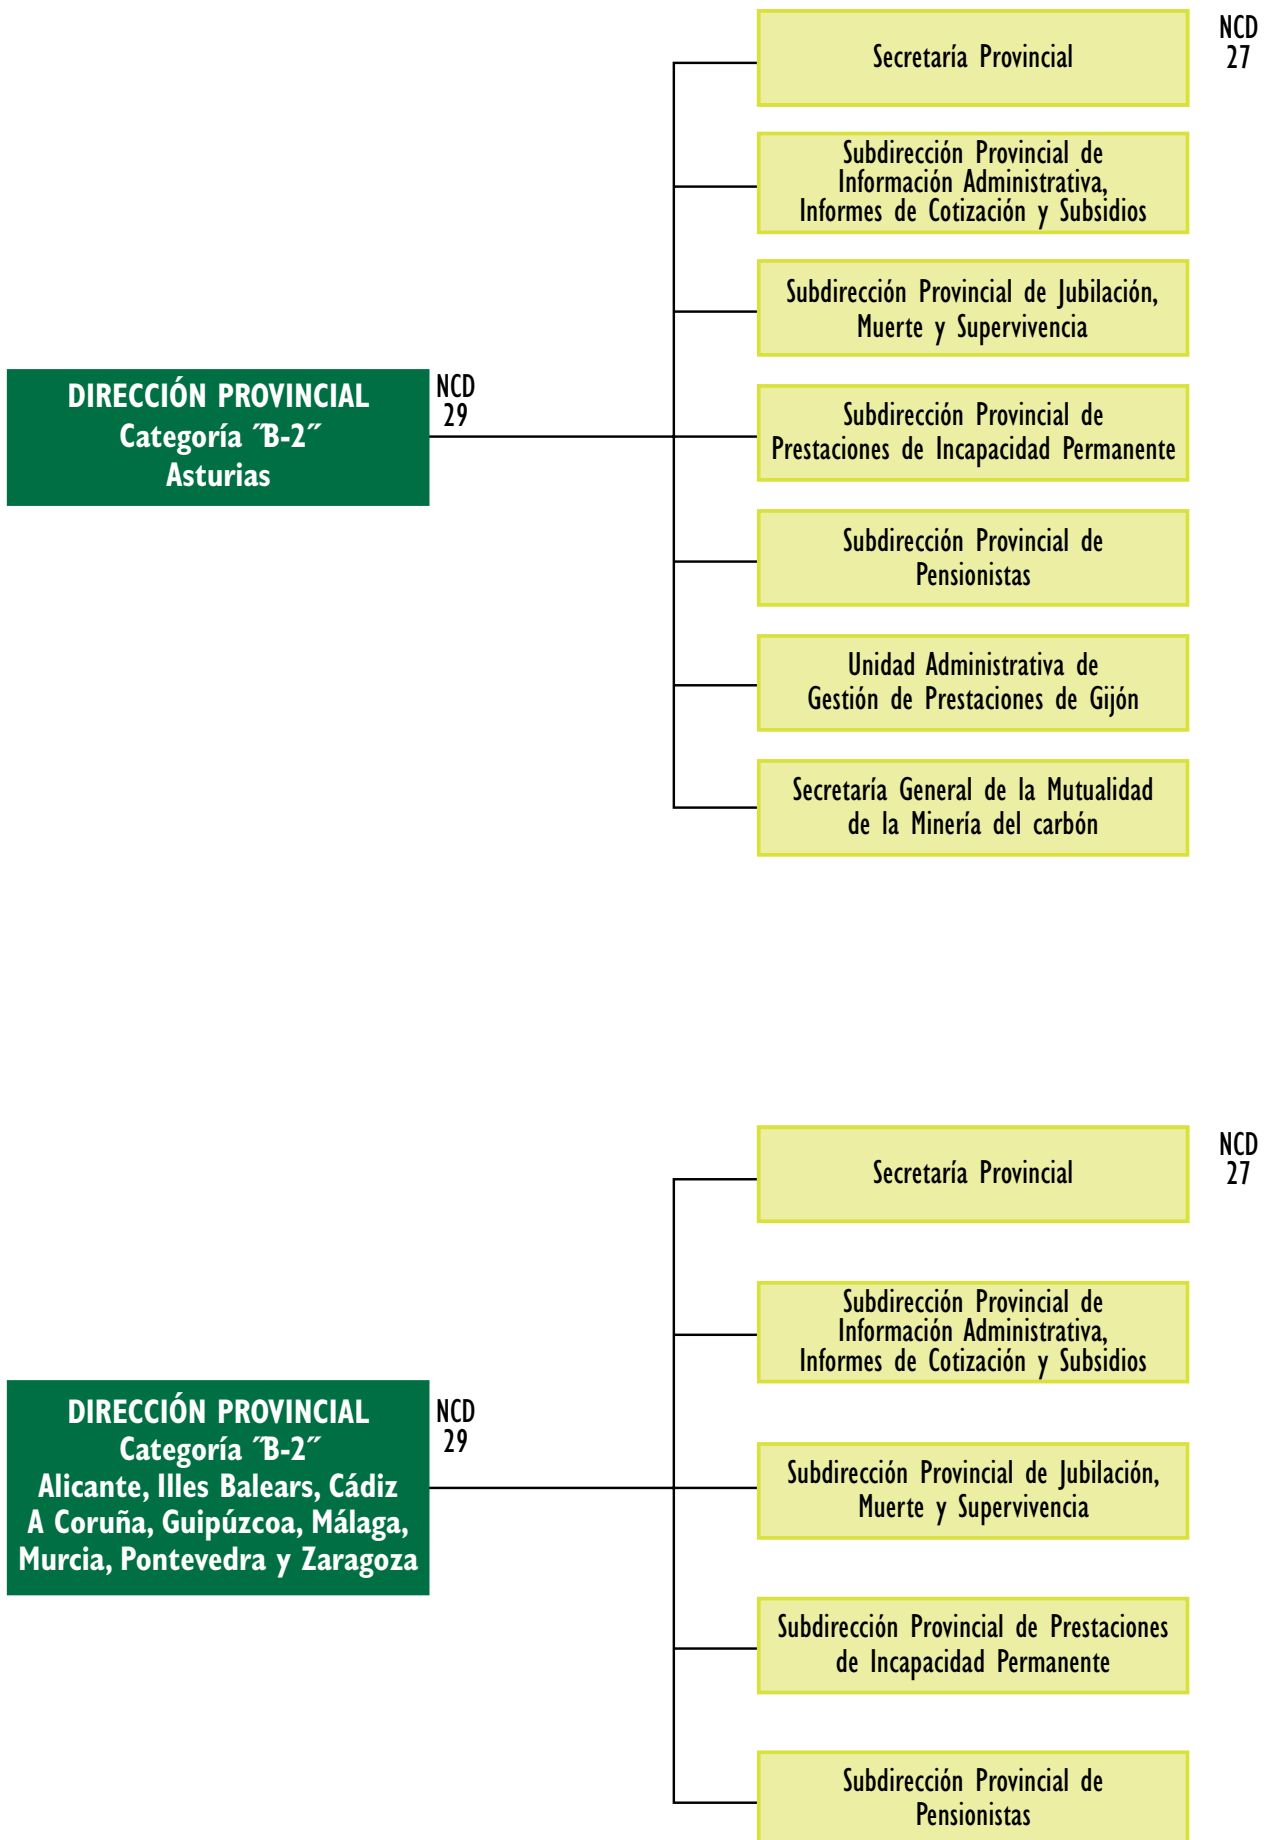 NCD
27
Secretaría Provincial
Subdirección Provincial de
Información Administrativa,
Informes de Cotización y Subsidios
Subdirección Provincial de Jubilación,
Muerte y Supervivencia
DIRECCIÓN PROVINCIAL
Categoría ˝B-2˝
Asturias
NCD
29
Subdirección Provincial de
Prestaciones de Incapacidad Permanente
Subdirección Provincial de
Pensionistas
Unidad Administrativa de
Gestión de Prestaciones de Gijón
Secretaría General de la Mutualidad
de la Minería del carbón
NCD
27
Secretaría Provincial
Subdirección Provincial de
Información Administrativa,
Informes de Cotización y Subsidios
DIRECCIÓN PROVINCIAL
Categoría ˝B-2˝
Alicante, Illes Balears, Cádiz
A Coruña, Guipúzcoa, Málaga,
Murcia, Pontevedra y Zaragoza
NCD
29
Subdirección Provincial de Jubilación,
Muerte y Supervivencia
Subdirección Provincial de Prestaciones
de Incapacidad Permanente
Subdirección Provincial de
Pensionistas